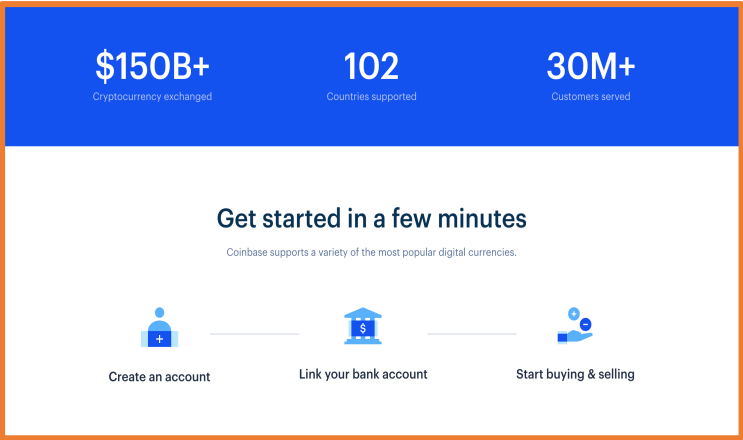 $150B+ 102 30M+
Cryptocurrency exchanged Countries supported Customers served
Get started in a few minutes
Coinbase supports a variety of the most popular digital currencies.
$
Create an account Link your bank account Start buying & selling